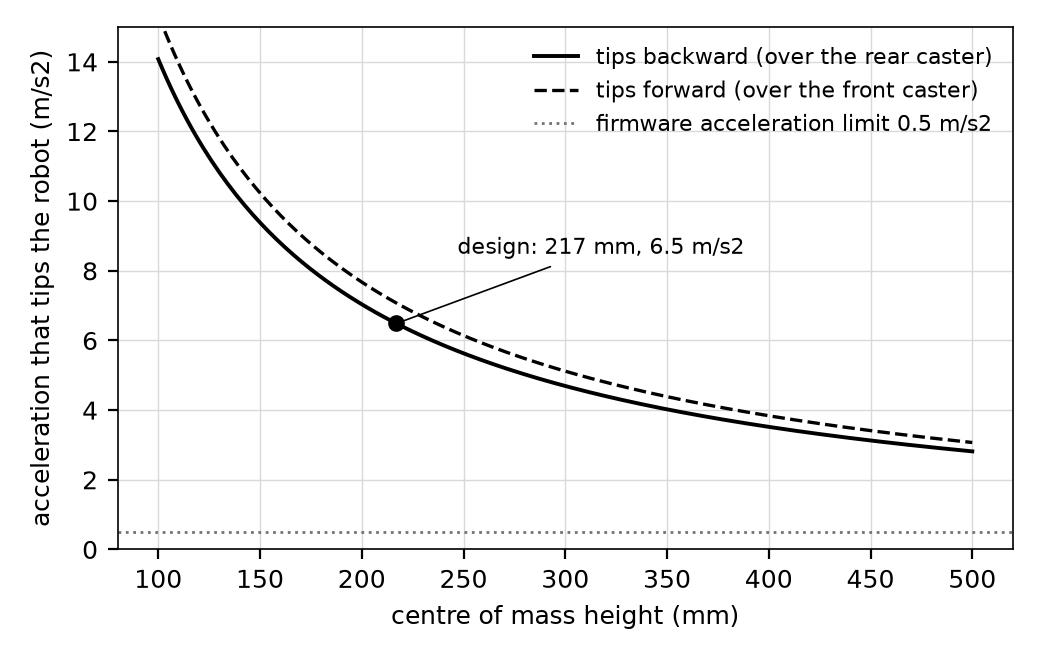 14
12
10
8
6
4
2
0
acceleration that tips the robot (m/s2)
tips backward (over the rear caster)
tips forward (over the front caster)
firmware acceleration limit 0.5 m/s2
design: 217 mm, 6.5 m/s2
100 150 200 250 300 350 400 450 500
centre of mass height (mm)